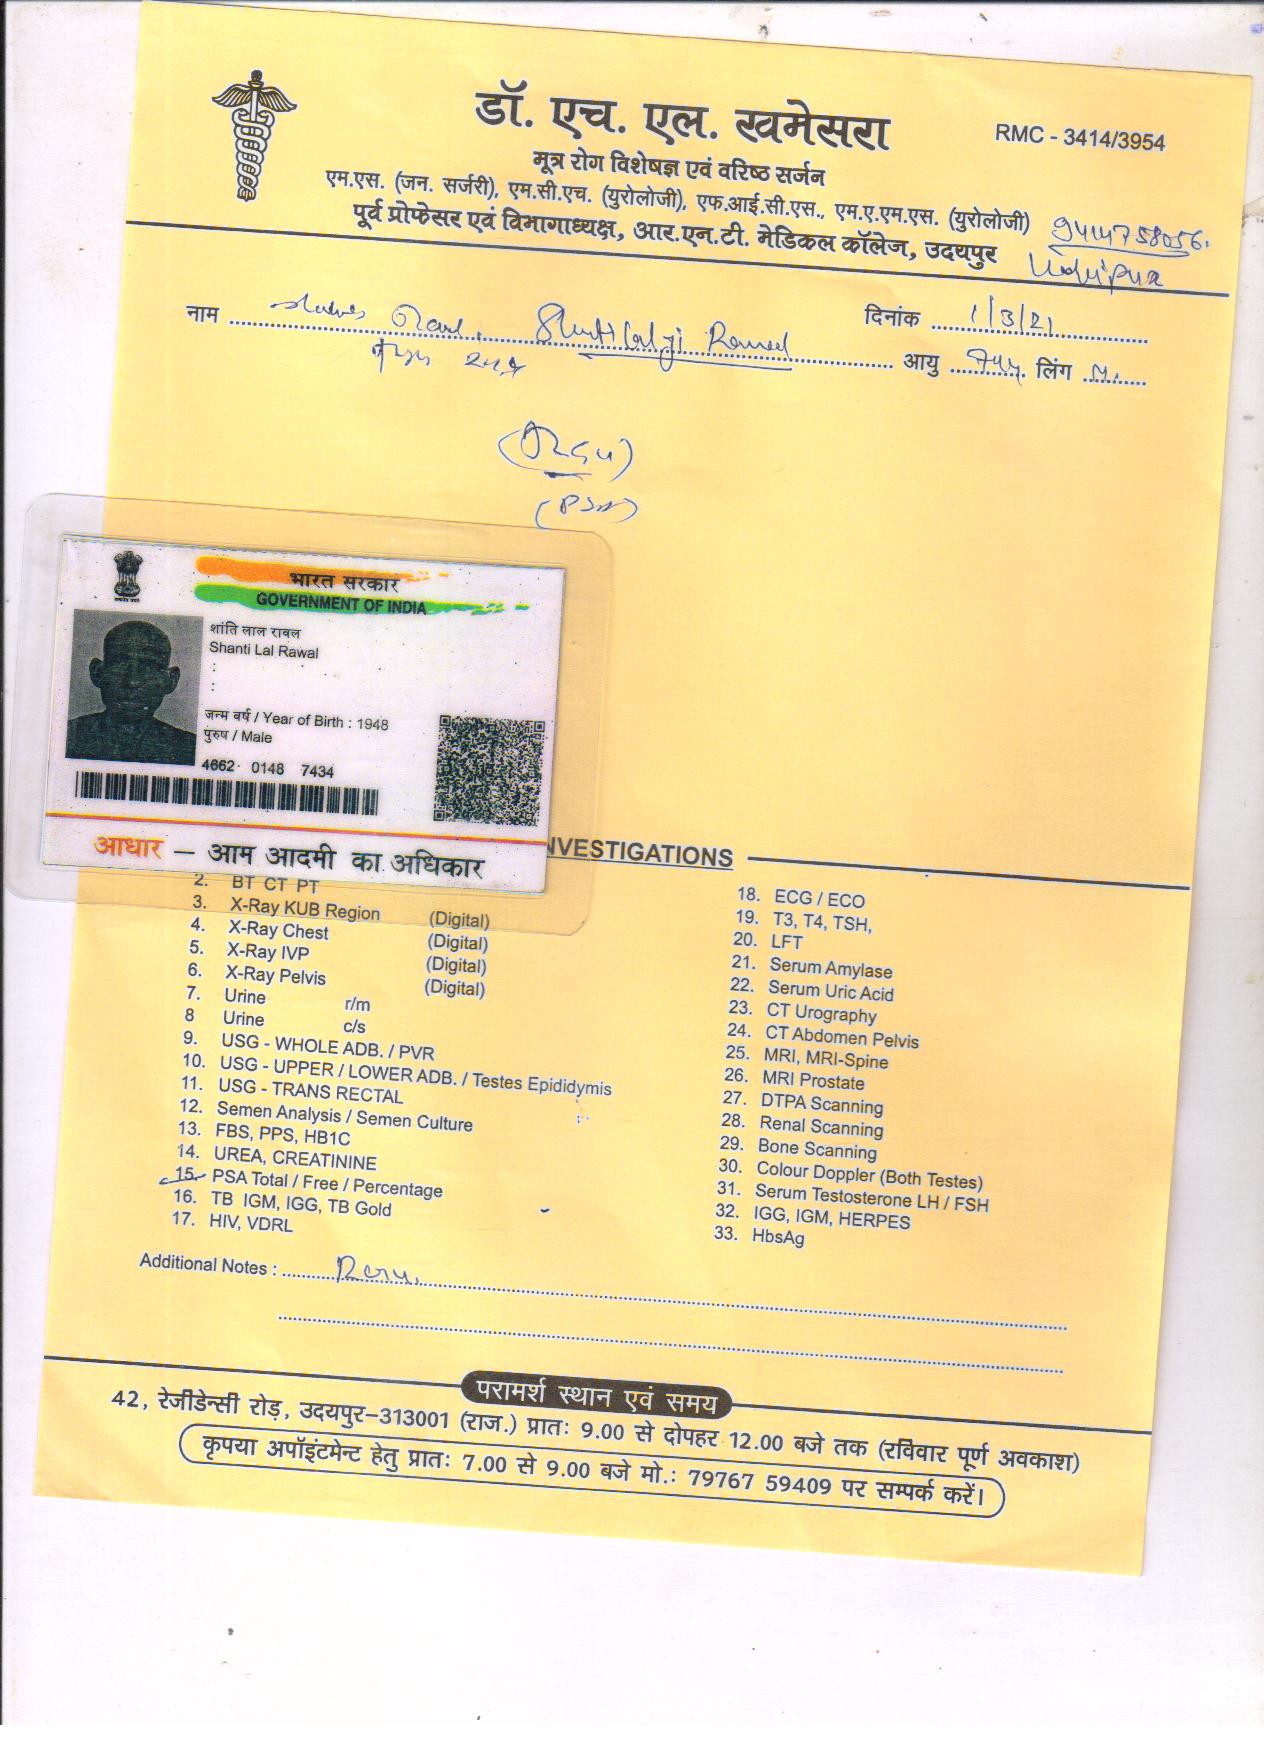 डॉ. एच. एल. खमेसरा
RMC - 3414/3954
मूत्र रोग विशेषज्ञ एवं वरिष्ठ सर्जन
एम.एस. (जन. सर्जरी), एम.सी.एच. (युरोलोजी), एफ.आई.सी.एस., एम.ए.एम.एस. (युरोलोजी)
पूर्व प्रोफेसर एवं विभागाध्यक्ष, आर.एन.टी. मेडिकल कॉलेज, उदयपुर
9414758056.
Udaipur
नाम Shantilalji Rawal दिनांक 1/3/21
आयु 74y लिंग M.
(PSA)
भारत सरकार
GOVERNMENT OF INDIA
शांति लाल रावल
Shanti Lal Rawal
:
:
जन्म वर्ष / Year of Birth : 1948
पुरुष / Male
4662 0148 7434
आधार – आम आदमी का अधिकार
NVESTIGATIONS
2. BT CT PT
3. X-Ray KUB Region (Digital)
4. X-Ray Chest (Digital)
5. X-Ray IVP (Digital)
6. X-Ray Pelvis (Digital)
7. Urine r/m
8 Urine c/s
9. USG - WHOLE ADB. / PVR
10. USG - UPPER / LOWER ADB. / Testes Epididymis
11. USG - TRANS RECTAL
12. Semen Analysis / Semen Culture
13. FBS, PPS, HB1C
14. UREA, CREATININE
15. PSA Total / Free / Percentage
16. TB IGM, IGG, TB Gold
17. HIV, VDRL
18. ECG / ECO
19. T3, T4, TSH,
20. LFT
21. Serum Amylase
22. Serum Uric Acid
23. CT Urography
24. CT Abdomen Pelvis
25. MRI, MRI-Spine
26. MRI Prostate
27. DTPA Scanning
28. Renal Scanning
29. Bone Scanning
30. Colour Doppler (Both Testes)
31. Serum Testosterone LH / FSH
32. IGG, IGM, HERPES
33. HbsAg
Additional Notes :
परामर्श स्थान एवं समय
42, रेजीडेन्सी रोड़, उदयपुर–313001 (राज.) प्रातः 9.00 से दोपहर 12.00 बजे तक (रविवार पूर्ण अवकाश)
कृपया अपॉइंटमेन्ट हेतु प्रातः 7.00 से 9.00 बजे मो.: 79767 59409 पर सम्पर्क करें।